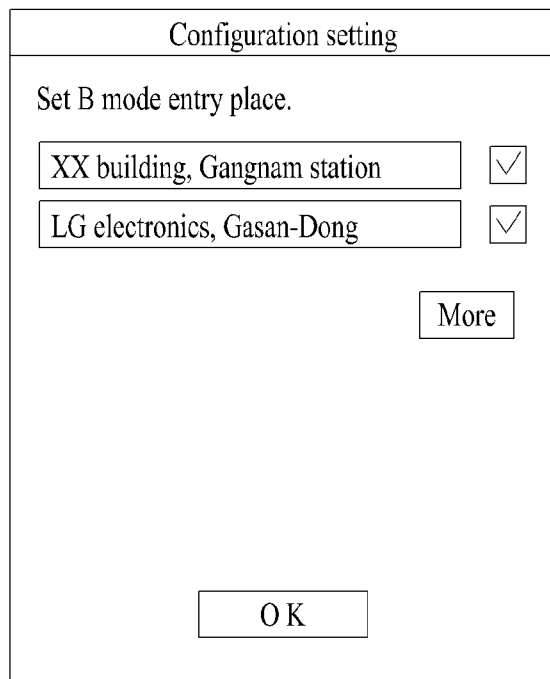 Configuration setting
Set B mode entry place.
XX building, Gangnam station
LG electronics, Gasan-Dong
More
O K